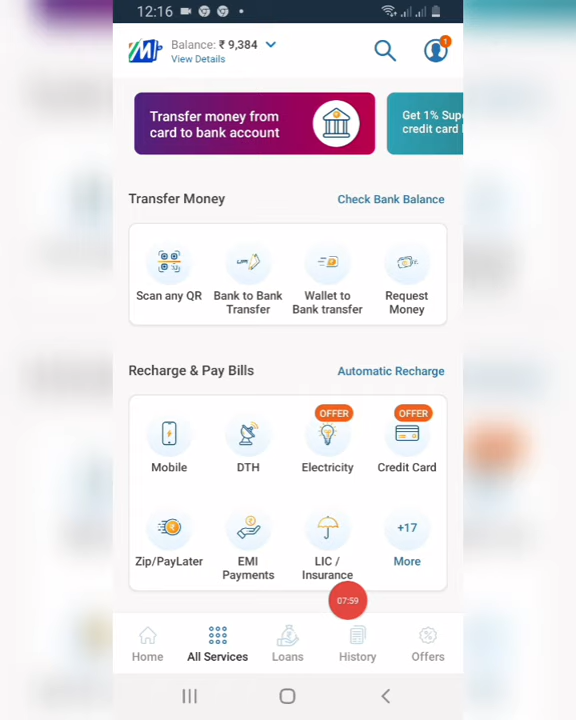 12:16
Balance: ₹ 9,384
View Details
1
Transfer money from
card to bank account
Get 1% Sup
credit card
Transfer Money
Check Bank Balance
Scan any QR
Bank to Bank
Transfer
Wallet to
Bank transfer
Request
Money
Recharge & Pay Bills
Automatic Recharge
OFFER
OFFER
Mobile
DTH
Electricity
Credit Card
+17
Zip/PayLater
EMI
Payments
LIC /
Insurance
More
07:59
Home
All Services
Loans
History
Offers